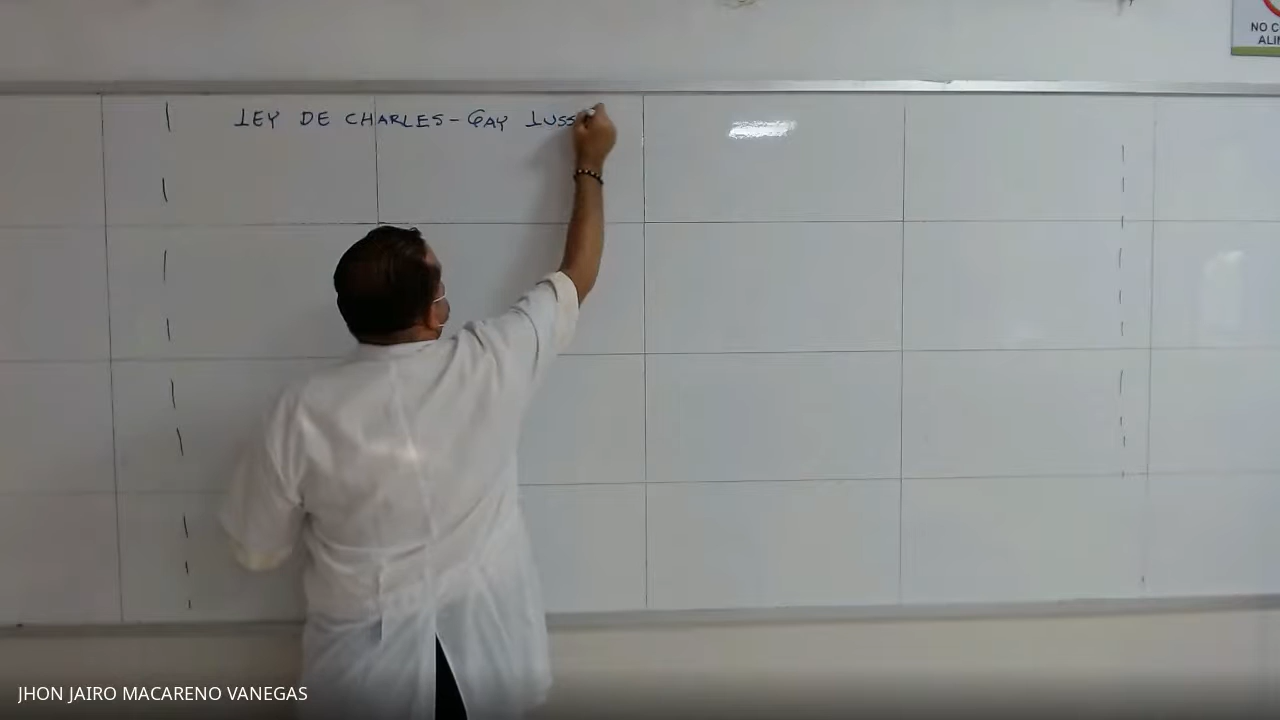 LEY DE CHARLES-GAY LUSS
NO C
ALIM
JHON JAIRO MACARENO VANEGAS